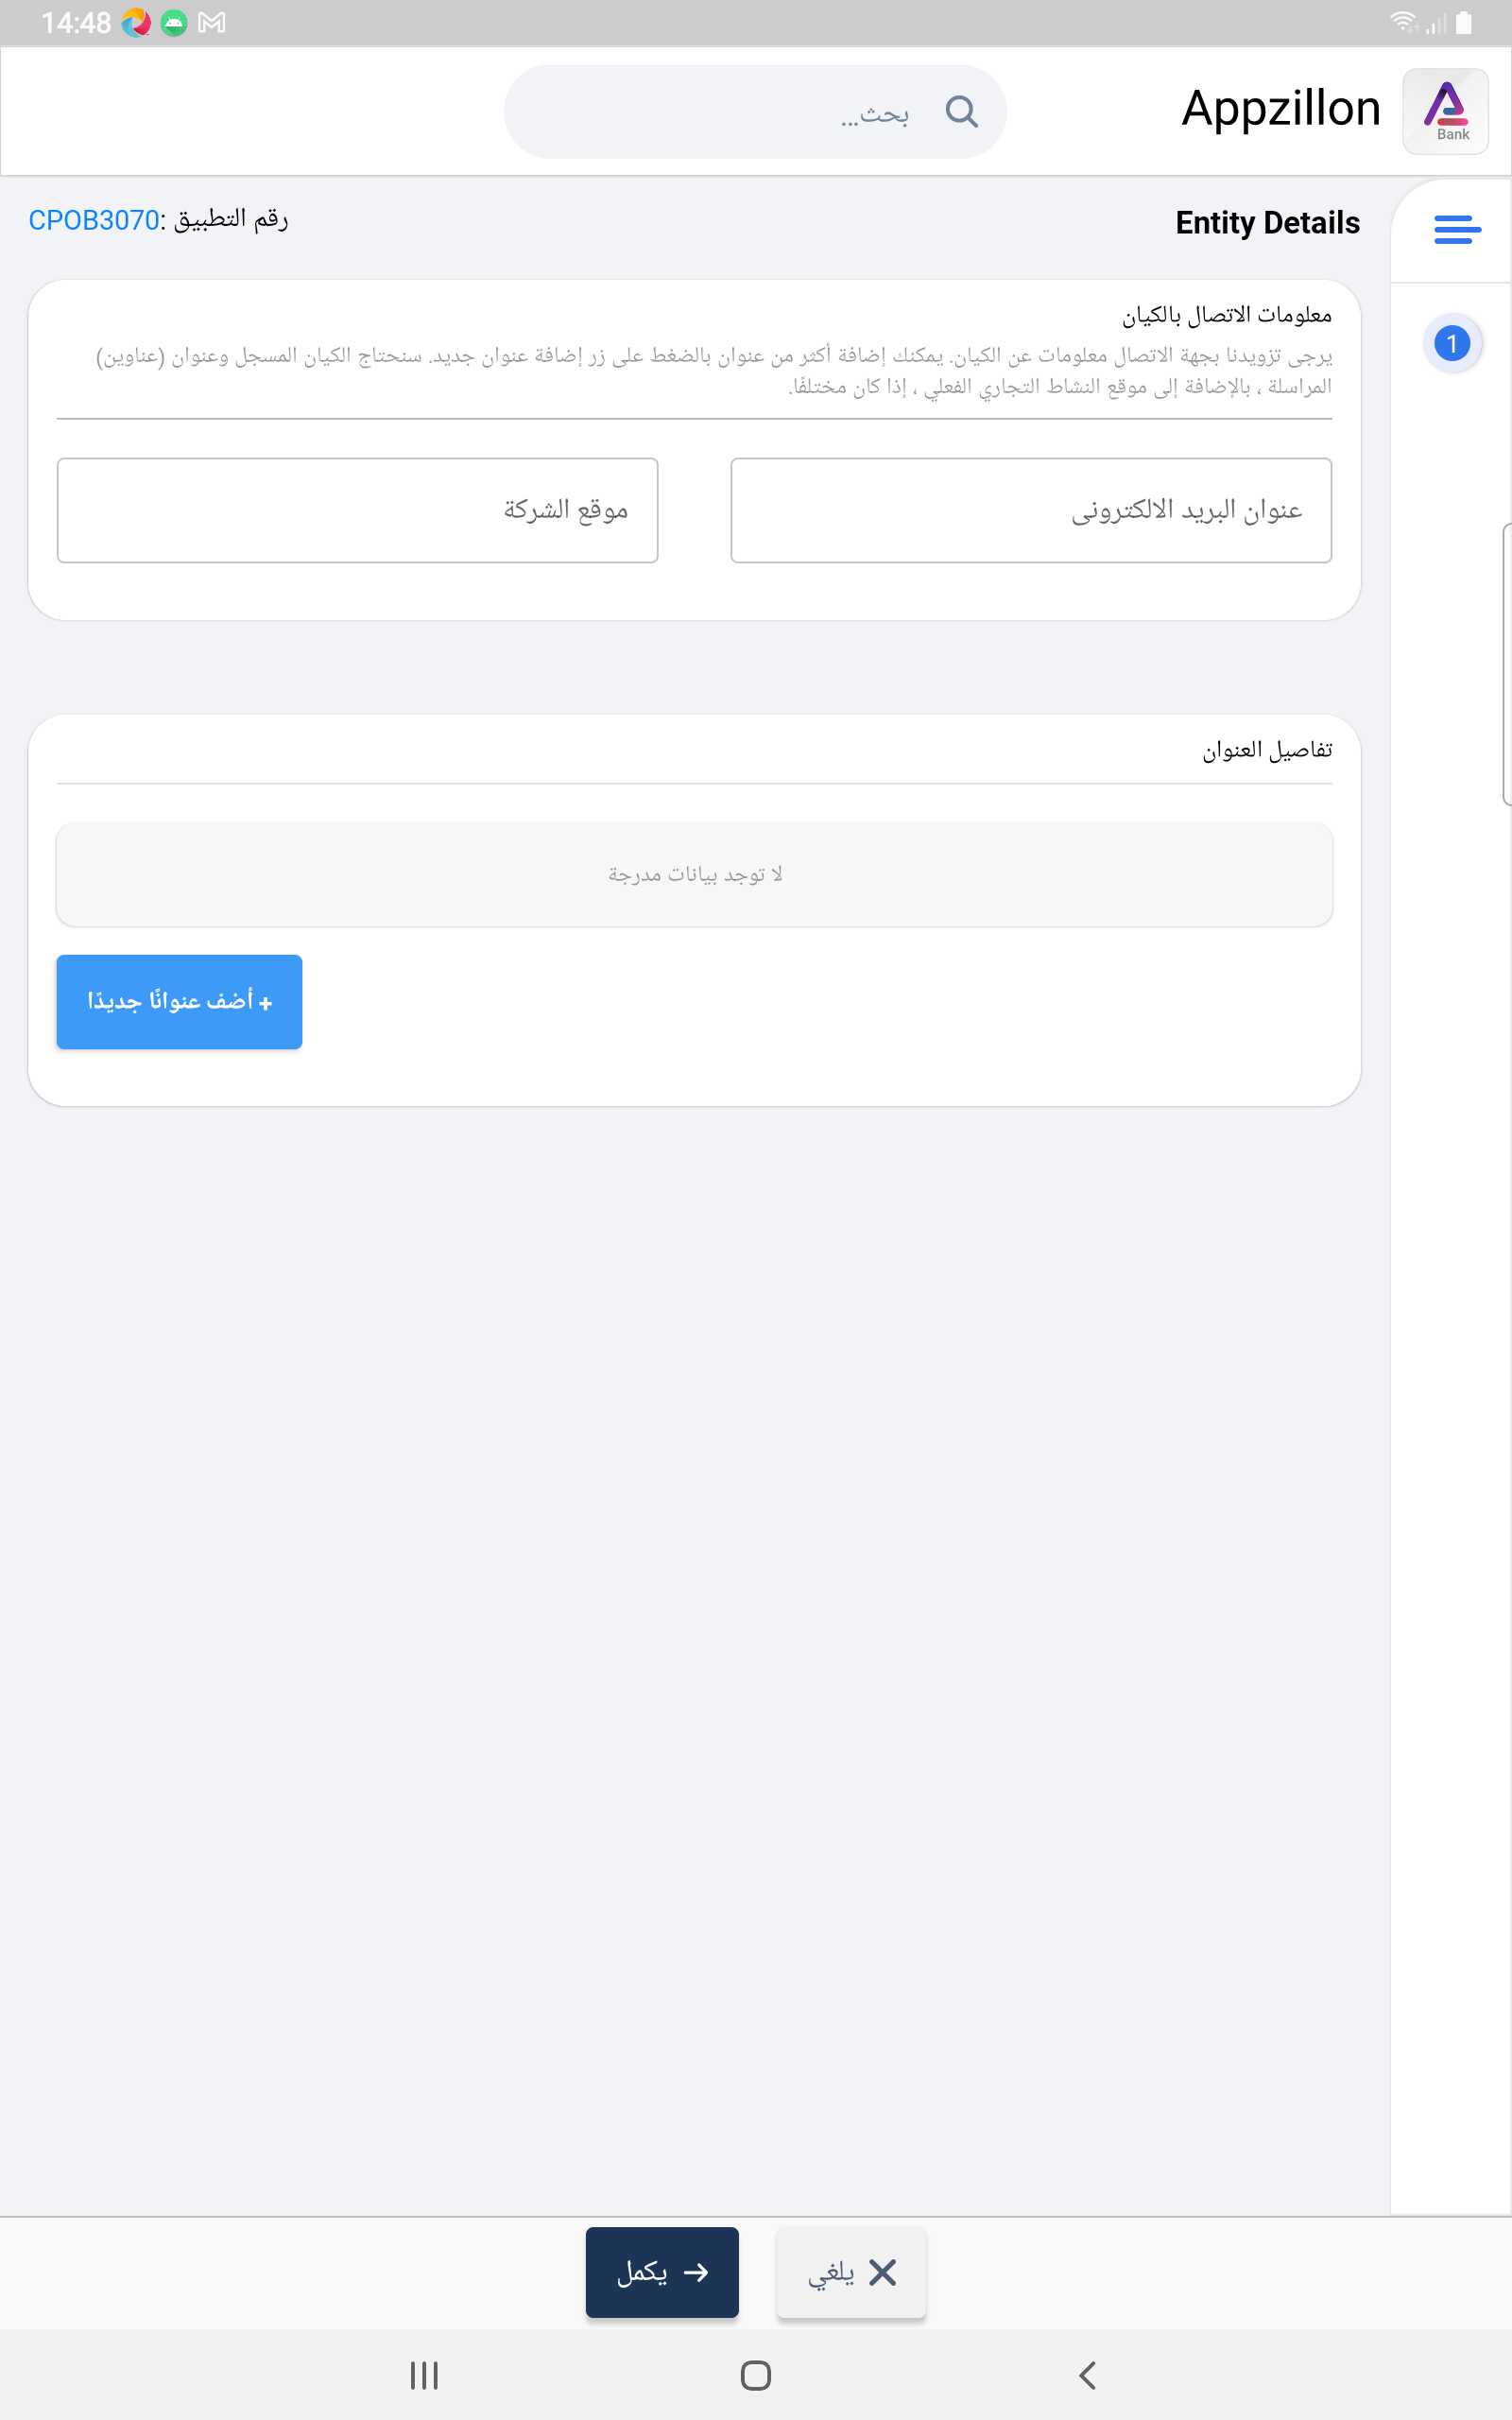 14:48
Bank
Appzillon
بحث...
Entity Details
رقم التطبيق :CPOB3070
1
معلومات الاتصال بالكيان
يرجى تزويدنا بجهة الاتصال معلومات عن الكيان. يمكنك إضافة أكثر من عنوان بالضغط على زر إضافة عنوان جديد. سنحتاج الكيان المسجل وعنوان (عناوين)
المراسلة ، بالإضافة إلى موقع النشاط التجاري الفعلي ، إذا كان مختلفًا.
عنوان البريد الالكترونى
موقع الشركة
تفاصيل العنوان
لا توجد بيانات مدرجة
+ أضف عنوانًا جديدًا
يلغي
يكمل